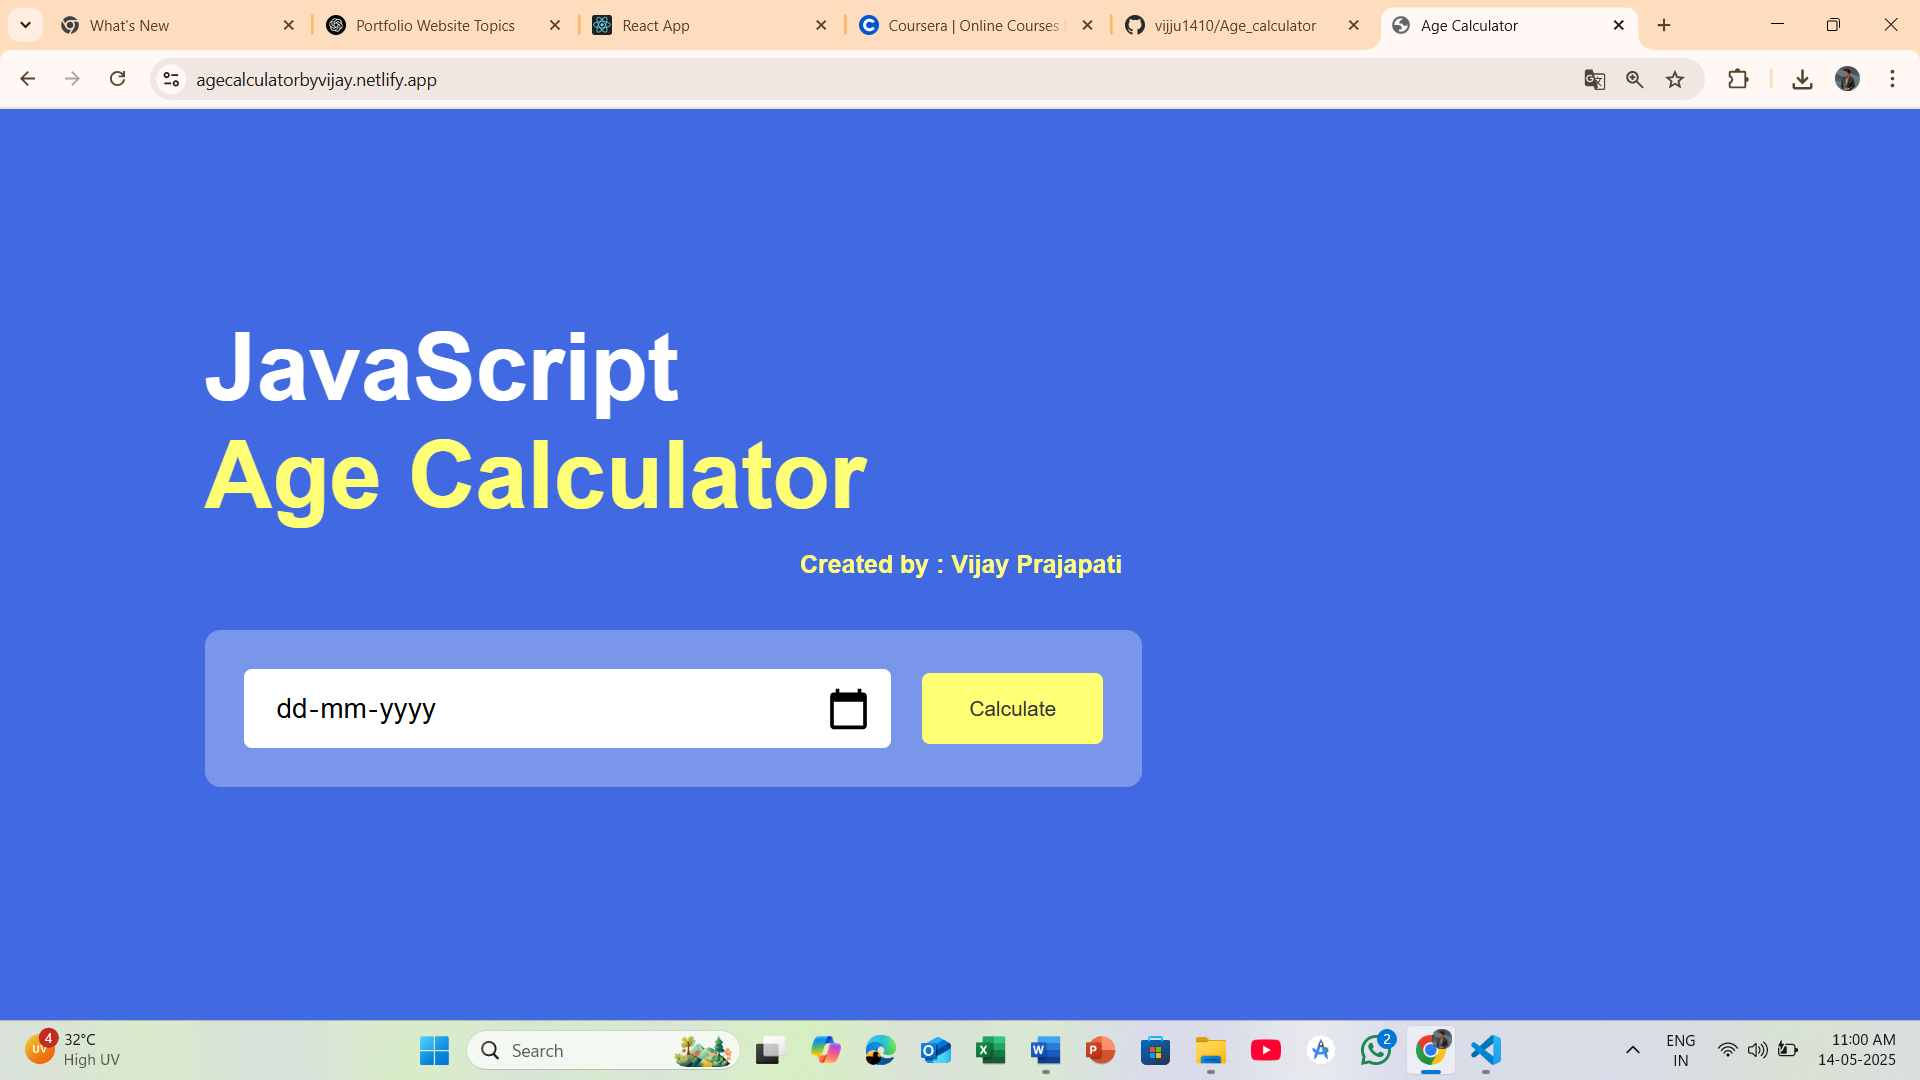 What's New
Portfolio Website Topics
React App
Coursera | Online Courses
vijju1410/Age_calculator
Age Calculator
agecalculatorbyvijay.netlify.app
JavaScript
Age Calculator
Created by : Vijay Prajapati
dd-mm-yyyy
Calculate
4
UV
32°C
High UV
Search
2
ENG
IN
11:00 AM
14-05-2025